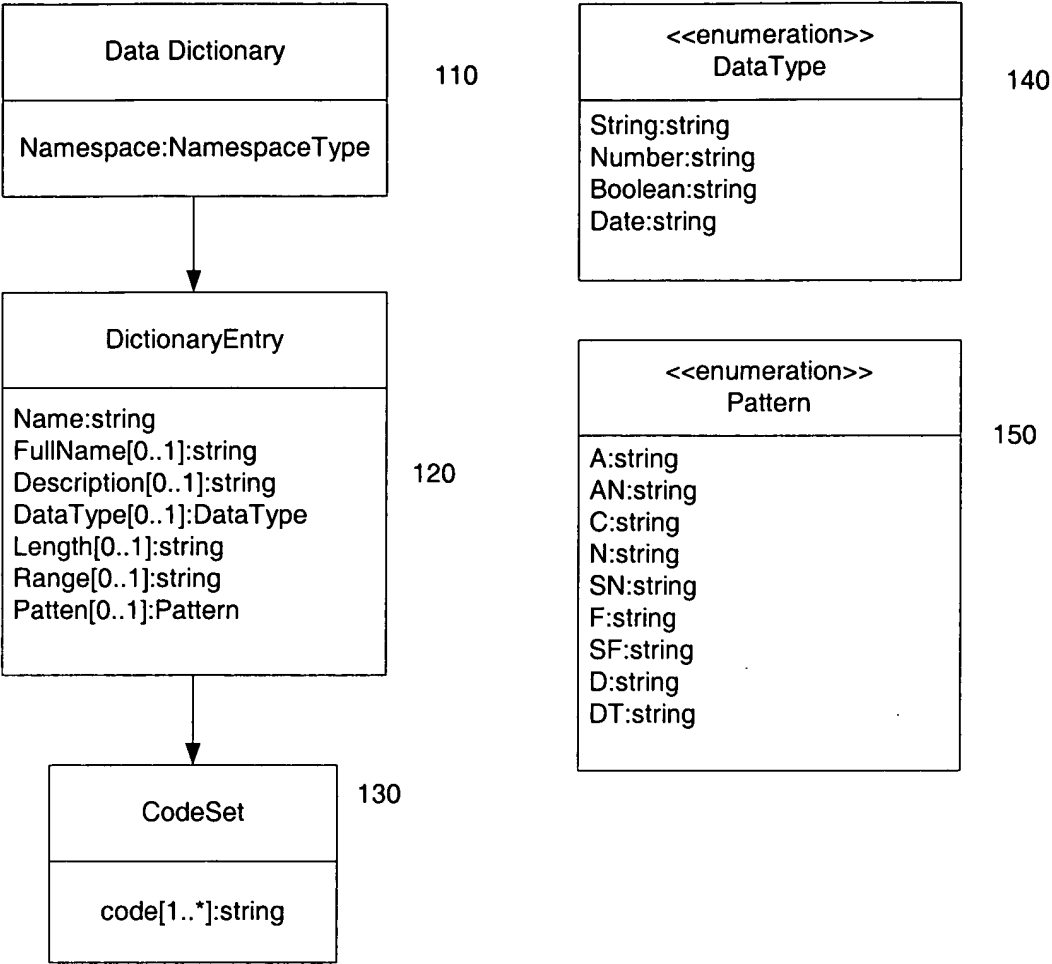 Data Dictionary
110
Namespace:NamespaceType
DictionaryEntry
Name:string
FullName[0..1]:string
Description[0..1]:string
DataType[0..1]:DataType
Length[0..1]:string
Range[0..1]:string
Patten[0..1]:Pattern
120
CodeSet
130
code[1..*]:string
<<enumeration>>
DataType
140
String:string
Number:string
Boolean:string
Date:string
<<enumeration>>
Pattern
150
A:string
AN:string
C:string
N:string
SN:string
F:string
SF:string
D:string
DT:string